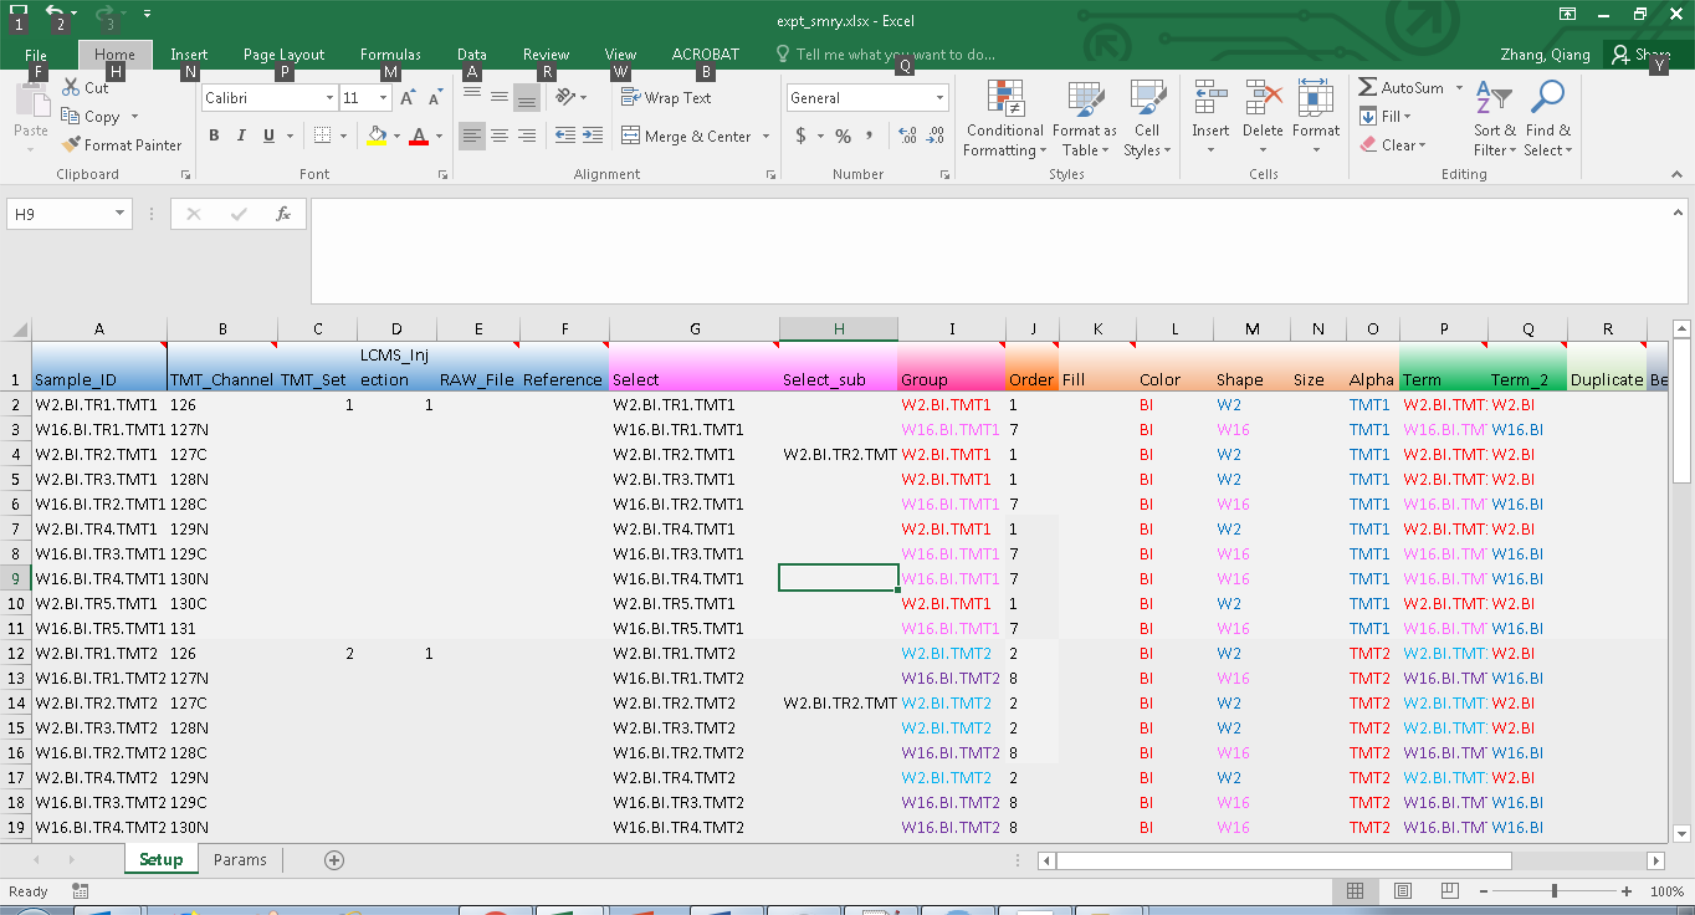 1 2 3
expt_smry.xlsx - Excel
File Home Insert Page Layout Formulas Data Review View ACROBAT Tell me what you want to do... Zhang, Qiang Share
F H N P M A R W B Q Y
Cut
Copy
Format Painter
Paste
Calibri 11
B I U
Wrap Text
Merge & Center
General
$ % , .00 .00
Conditional Formatting
Format as Table
Cell Styles
Insert Delete Format
AutoSum
Fill
Clear
Sort & Filter
Find & Select
Clipboard Font Alignment Number Styles Cells Editing
H9 fx
A B C D E F G H I J K L M N O P Q R
1 Sample_ID TMT_Channel TMT_Set LCMS_Injection RAW_File Reference Select Select_sub Group Order Fill Color Shape Size Alpha Term Term_2 Duplicate Be
2 W2.BI.TR1.TMT1 126 1 1 W2.BI.TR1.TMT1 W2.BI.TMT1 1 BI W2 TMT1 W2.BI.TMT W2.BI
3 W16.BI.TR1.TMT1 127N W16.BI.TR1.TMT1 W16.BI.TMT1 7 BI W16 TMT1 W16.BI.TM W16.BI
4 W2.BI.TR2.TMT1 127C W2.BI.TR2.TMT1 W2.BI.TR2.TMT W2.BI.TMT1 1 BI W2 TMT1 W2.BI.TMT W2.BI
5 W2.BI.TR3.TMT1 128N W2.BI.TR3.TMT1 W2.BI.TMT1 1 BI W2 TMT1 W2.BI.TMT W2.BI
6 W16.BI.TR2.TMT1 128C W16.BI.TR2.TMT1 W16.BI.TMT1 7 BI W16 TMT1 W16.BI.TM W16.BI
7 W2.BI.TR4.TMT1 129N W2.BI.TR4.TMT1 W2.BI.TMT1 1 BI W2 TMT1 W2.BI.TMT W2.BI
8 W16.BI.TR3.TMT1 129C W16.BI.TR3.TMT1 W16.BI.TMT1 7 BI W16 TMT1 W16.BI.TM W16.BI
9 W16.BI.TR4.TMT1 130N W16.BI.TR4.TMT1 W16.BI.TMT1 7 BI W16 TMT1 W16.BI.TM W16.BI
10 W2.BI.TR5.TMT1 130C W2.BI.TR5.TMT1 W2.BI.TMT1 1 BI W2 TMT1 W2.BI.TMT W2.BI
11 W16.BI.TR5.TMT1 131 W16.BI.TR5.TMT1 W16.BI.TMT1 7 BI W16 TMT1 W16.BI.TM W16.BI
12 W2.BI.TR1.TMT2 126 2 1 W2.BI.TR1.TMT2 W2.BI.TMT2 2 BI W2 TMT2 W2.BI.TMT W2.BI
13 W16.BI.TR1.TMT2 127N W16.BI.TR1.TMT2 W16.BI.TMT2 8 BI W16 TMT2 W16.BI.TM W16.BI
14 W2.BI.TR2.TMT2 127C W2.BI.TR2.TMT2 W2.BI.TR2.TMT W2.BI.TMT2 2 BI W2 TMT2 W2.BI.TMT W2.BI
15 W2.BI.TR3.TMT2 128N W2.BI.TR3.TMT2 W2.BI.TMT2 2 BI W2 TMT2 W2.BI.TMT W2.BI
16 W16.BI.TR2.TMT2 128C W16.BI.TR2.TMT2 W16.BI.TMT2 8 BI W16 TMT2 W16.BI.TM W16.BI
17 W2.BI.TR4.TMT2 129N W2.BI.TR4.TMT2 W2.BI.TMT2 2 BI W2 TMT2 W2.BI.TMT W2.BI
18 W16.BI.TR3.TMT2 129C W16.BI.TR3.TMT2 W16.BI.TMT2 8 BI W16 TMT2 W16.BI.TM W16.BI
19 W16.BI.TR4.TMT2 130N W16.BI.TR4.TMT2 W16.BI.TMT2 8 BI W16 TMT2 W16.BI.TM W16.BI
Setup Params
Ready 100%